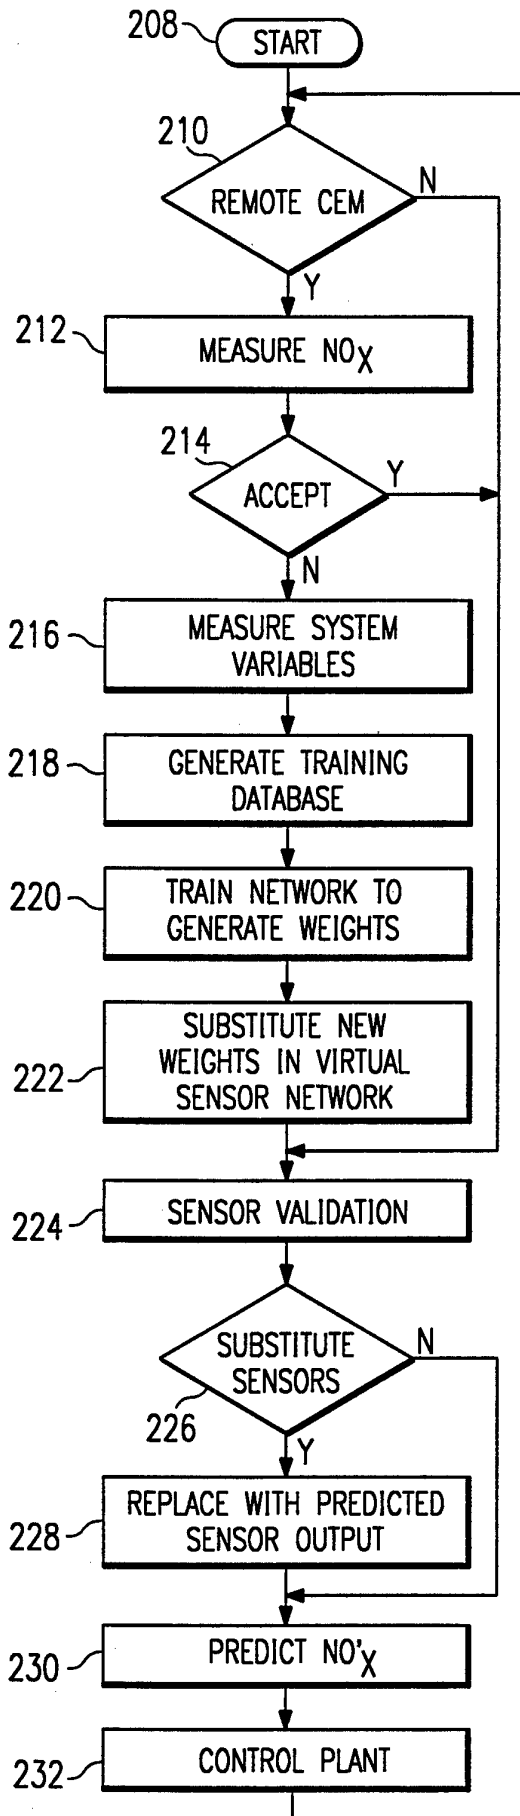 208
START
210
REMOTE CEM
N
Y
212
MEASURE NOX
214
ACCEPT
Y
N
216
MEASURE SYSTEM
VARIABLES
218
GENERATE TRAINING
DATABASE
220
TRAIN NETWORK TO
GENERATE WEIGHTS
222
SUBSTITUTE NEW
WEIGHTS IN VIRTUAL
SENSOR NETWORK
224
SENSOR VALIDATION
226
SUBSTITUTE
SENSORS
N
Y
228
REPLACE WITH PREDICTED
SENSOR OUTPUT
230
PREDICT NO'X
232
CONTROL PLANT